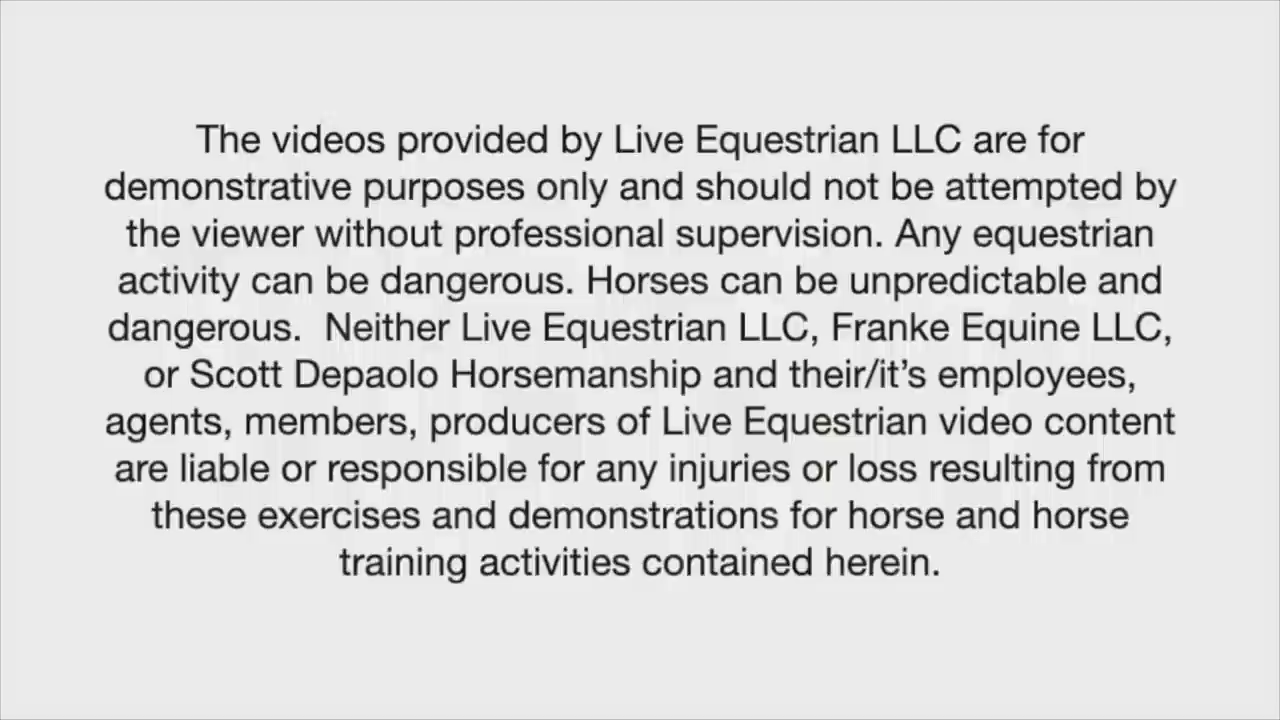 The videos provided by Live Equestrian LLC are for
demonstrative purposes only and should not be attempted by
the viewer without professional supervision. Any equestrian
activity can be dangerous. Horses can be unpredictable and
dangerous.  Neither Live Equestrian LLC, Franke Equine LLC,
or Scott Depaolo Horsemanship and their/it’s employees,
agents, members, producers of Live Equestrian video content
are liable or responsible for any injuries or loss resulting from
these exercises and demonstrations for horse and horse
training activities contained herein.